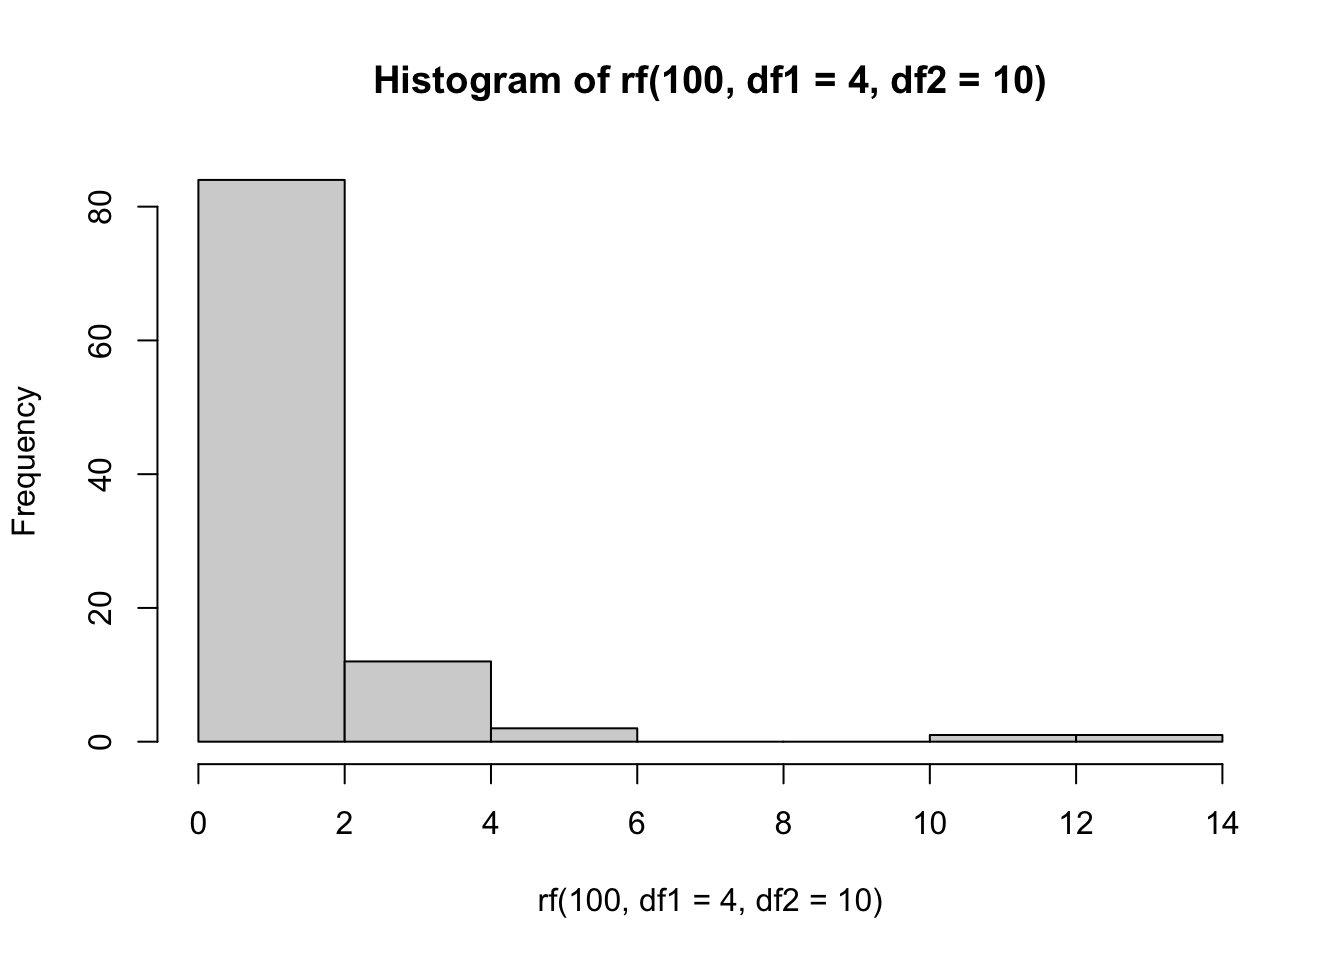 Histogram of rf(100, df1 = 4, df2 = 10)
Frequency
80
60
40
20
0
0 2 4 6 8 10 12 14
rf(100, df1 = 4, df2 = 10)